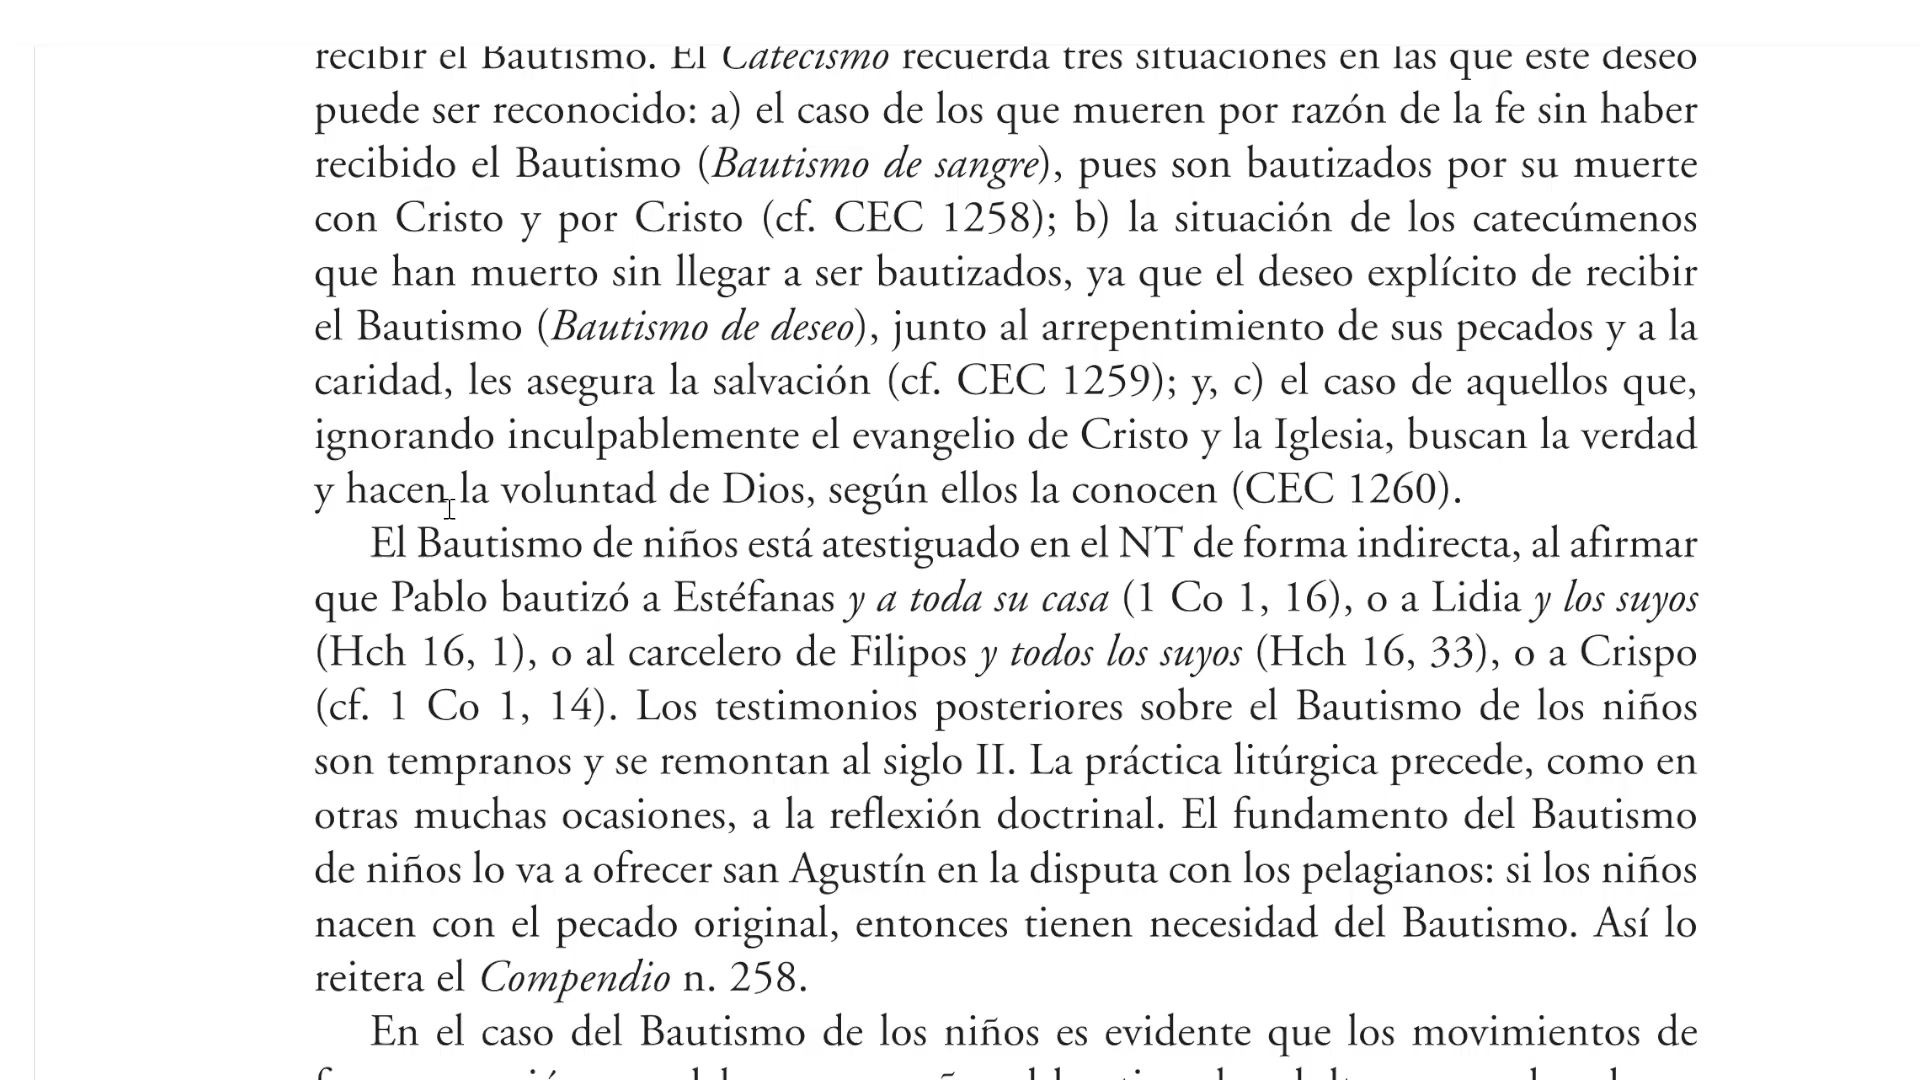 recibir el Bautismo. El Catecismo recuerda tres situaciones en las que este deseo
puede ser reconocido: a) el caso de los que mueren por razón de la fe sin haber
recibido el Bautismo (Bautismo de sangre), pues son bautizados por su muerte
con Cristo y por Cristo (cf. CEC 1258); b) la situación de los catecúmenos
que han muerto sin llegar a ser bautizados, ya que el deseo explícito de recibir
el Bautismo (Bautismo de deseo), junto al arrepentimiento de sus pecados y a la
caridad, les asegura la salvación (cf. CEC 1259); y, c) el caso de aquellos que,
ignorando inculpablemente el evangelio de Cristo y la Iglesia, buscan la verdad
y hacen la voluntad de Dios, según ellos la conocen (CEC 1260).
El Bautismo de niños está atestiguado en el NT de forma indirecta, al afirmar
que Pablo bautizó a Estéfanas y a toda su casa (1 Co 1, 16), o a Lidia y los suyos
(Hch 16, 1), o al carcelero de Filipos y todos los suyos (Hch 16, 33), o a Crispo
(cf. 1 Co 1, 14). Los testimonios posteriores sobre el Bautismo de los niños
son tempranos y se remontan al siglo II. La práctica litúrgica precede, como en
otras muchas ocasiones, a la reflexión doctrinal. El fundamento del Bautismo
de niños lo va a ofrecer san Agustín en la disputa con los pelagianos: si los niños
nacen con el pecado original, entonces tienen necesidad del Bautismo. Así lo
reitera el Compendio n. 258.
En el caso del Bautismo de los niños es evidente que los movimientos de